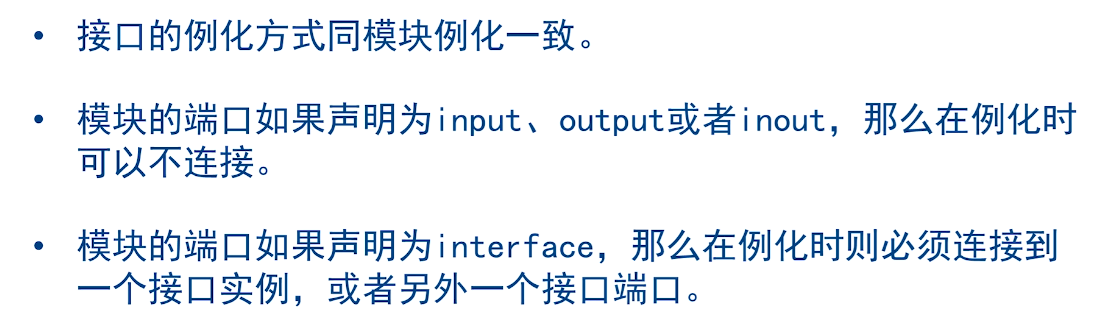 • 接口的例化方式同模块例化一致。
• 模块的端口如果声明为input、output或者inout，那么在例化时
可以不连接。
• 模块的端口如果声明为interface，那么在例化时则必须连接到
一个接口实例，或者另外一个接口端口。